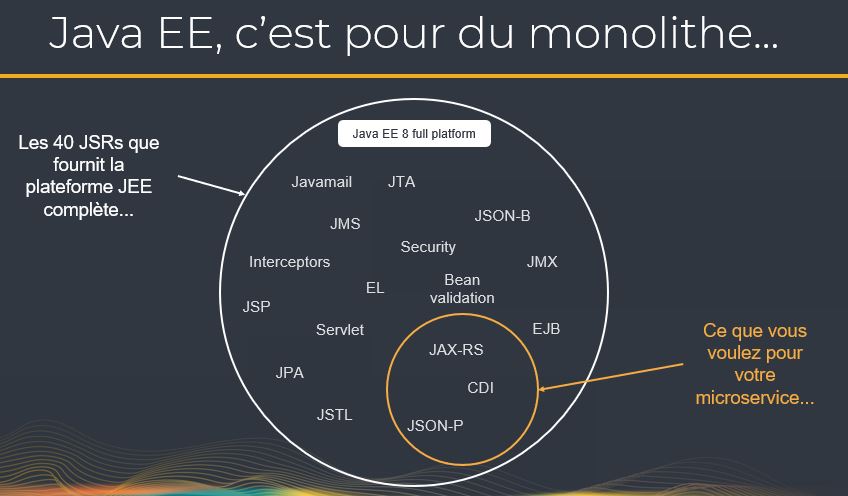 Java EE, c’est pour du monolithe...
Les 40 JSRs que
fournit la
plateforme JEE
complète...
Java EE 8 full platform
Javamail
JTA
JMS
JSON-B
Security
Interceptors
JMX
EL
Bean
validation
JSP
Servlet
EJB
JAX-RS
JPA
CDI
JSTL
JSON-P
Ce que vous
voulez pour
votre
microservice...